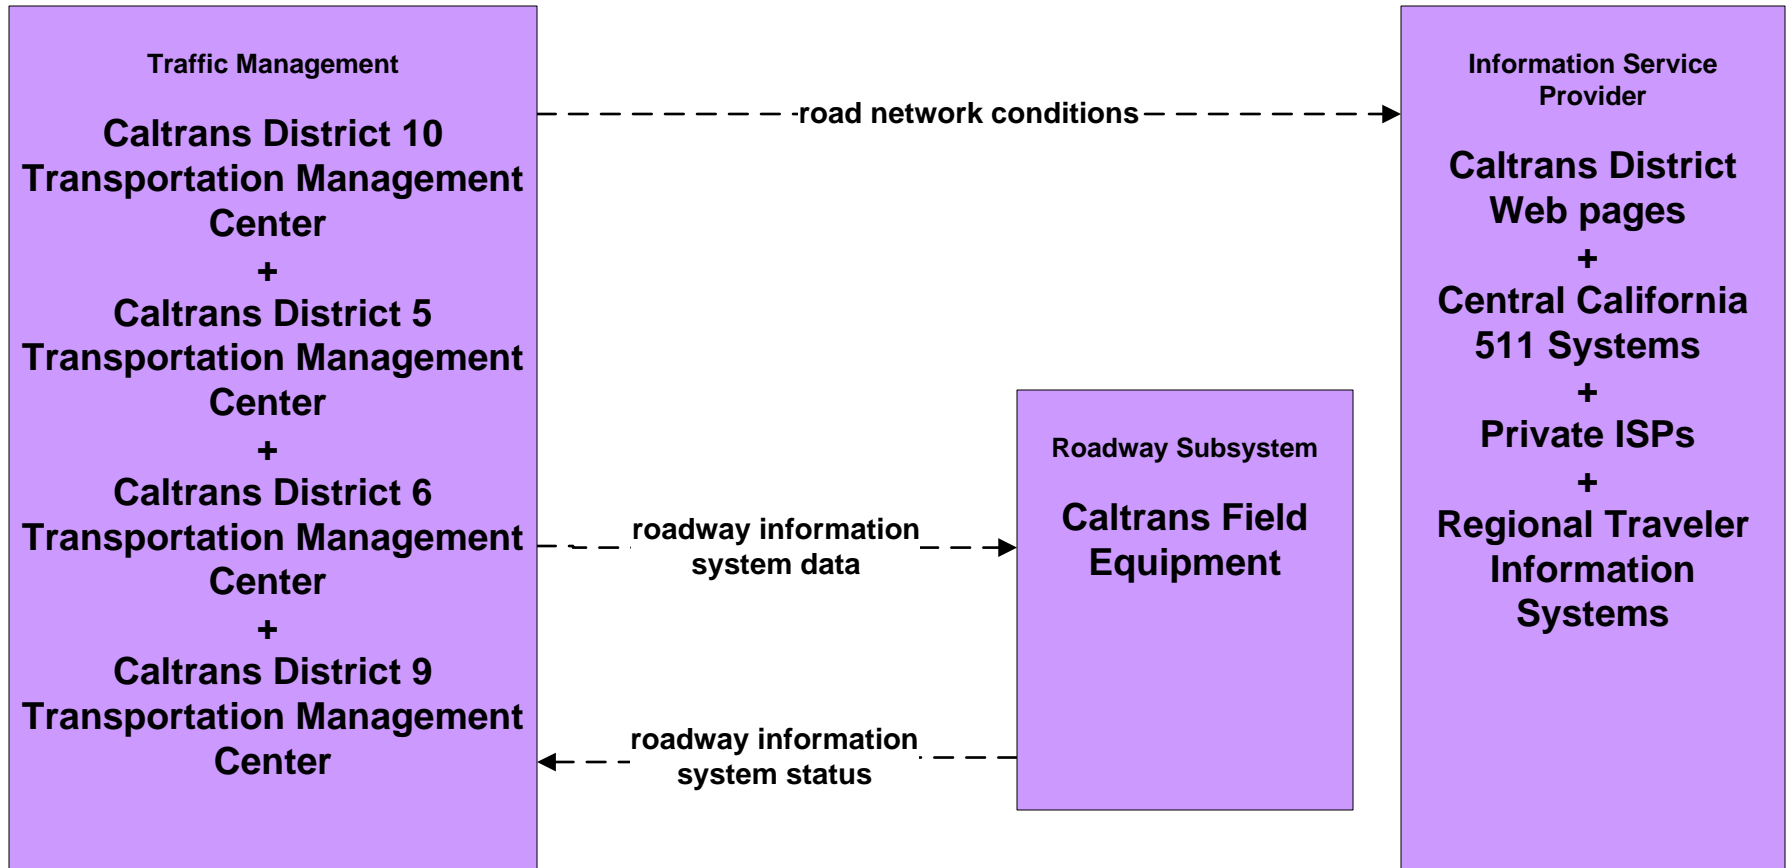 Traffic Management
Caltrans District 10
Transportation Management
Center
+
Caltrans District 5
Transportation Management
Center
+
Caltrans District 6
Transportation Management
Center
+
Caltrans District 9
Transportation Management
Center
road network conditions
roadway information
system data
roadway information
system status
Roadway Subsystem
Caltrans Field
Equipment
Information Service
Provider
Caltrans District
Web pages
+
Central California
511 Systems
+
Private ISPs
+
Regional Traveler
Information
Systems